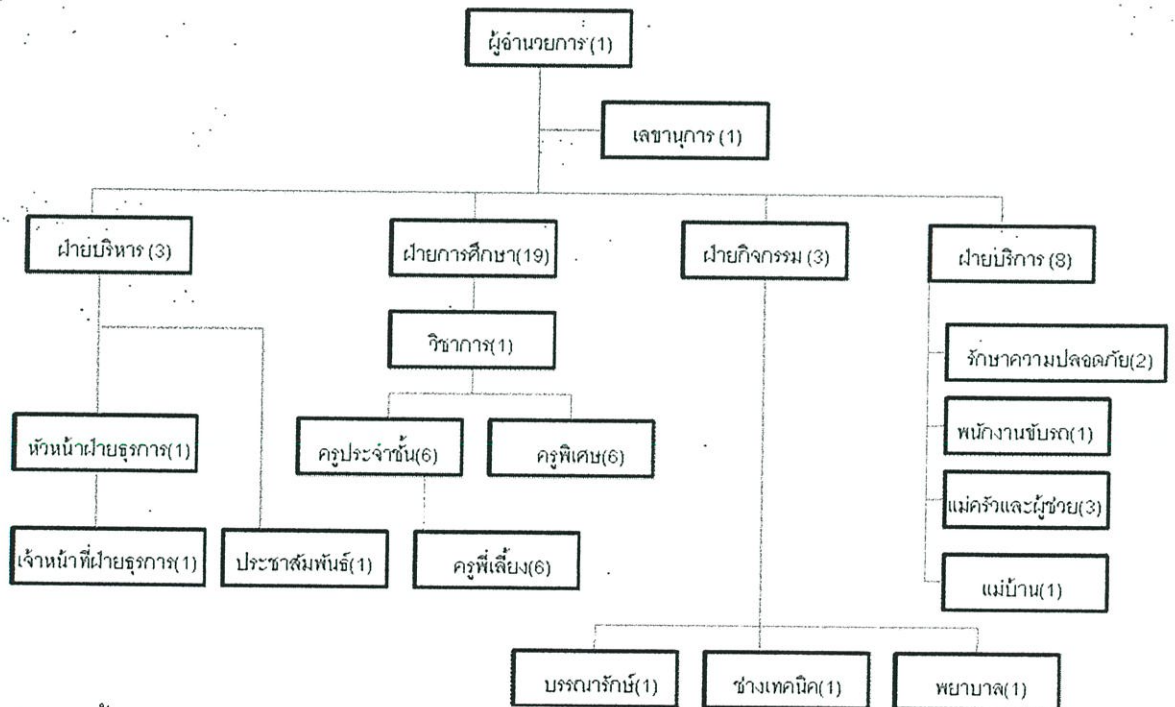 ผู้อำนวยการ (1)
เลขานุการ (1)
ฝ่ายบริหาร (3)
ฝ่ายการศึกษา(19)
ฝ่ายกิจกรรม (3)
ฝ่ายบริการ (8)
วิชาการ(1)
รักษาความปลอดภัย(2)
หัวหน้าฝ่ายธุรการ(1)
ครูประจำชั้น(6)
ครูพิเศษ(6)
พนักงานขับรถ(1)
แม่ครัวและผู้ช่วย(3)
เจ้าหน้าที่ฝ่ายธุรการ(1)
ประชาสัมพันธ์(1)
ครูพี่เลี้ยง(6)
แม่บ้าน(1)
บรรณารักษ์(1)
ช่างเทคนิค(1)
พยาบาล(1)